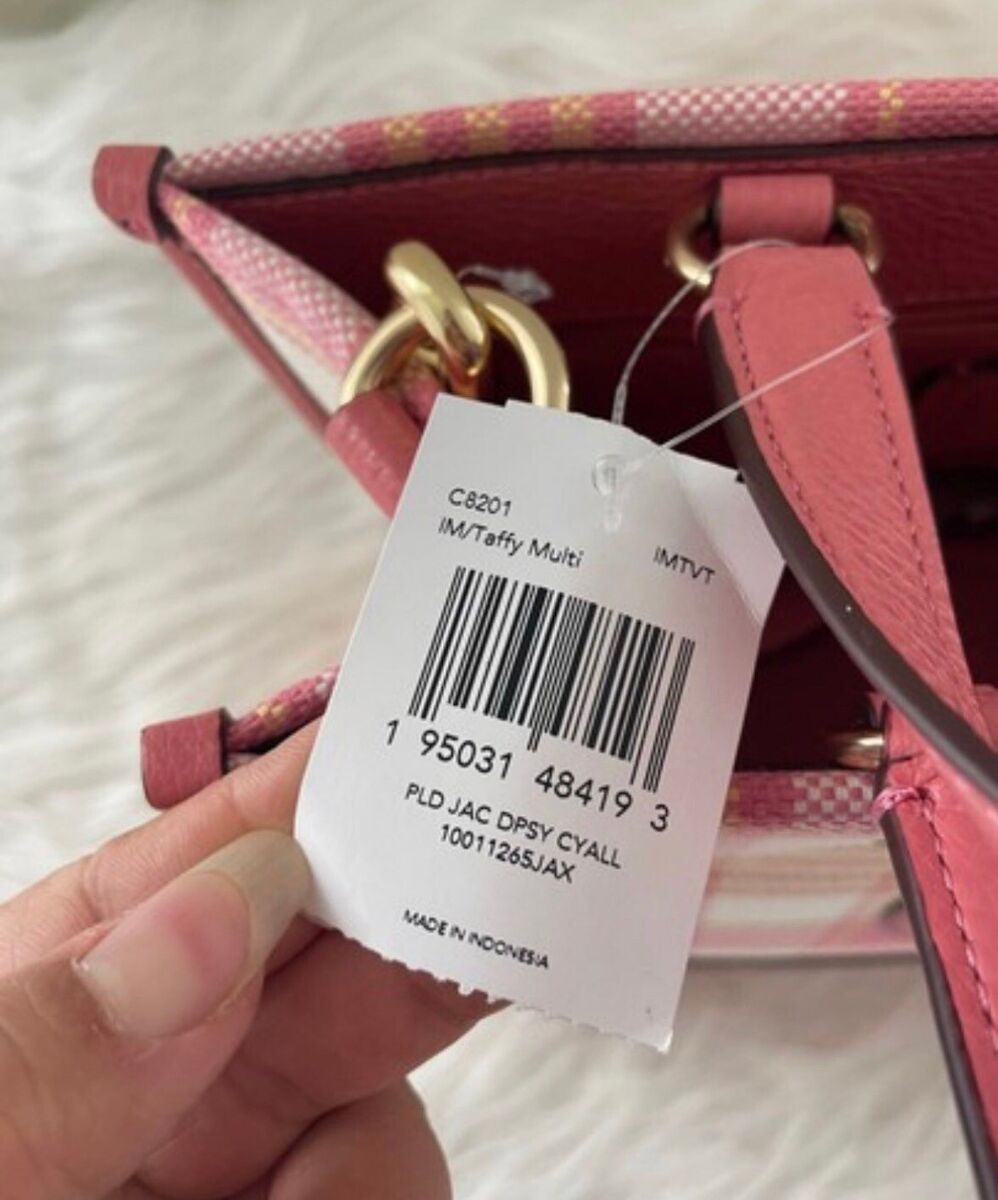 C8201
IM/Taffy Multi IMTVT
1 95031 48419 3
PLD JAC DPSY CYALL
10011265JAX
MADE IN INDONESIA